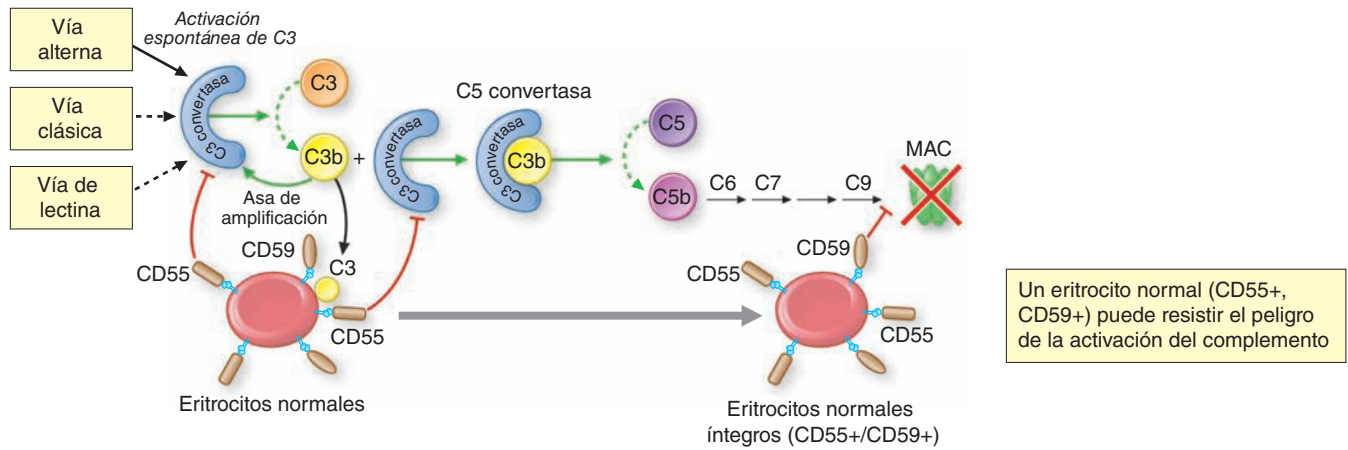 Vía
alterna
Activación
espontánea de C3
Vía
clásica
Vía de
lectina
C3 convertasa
C3
C3b
+
Asa de
amplificación
C3 convertasa
C5 convertasa
C3 convertasa
C3b
C5
C5b
C6
C7
C9
MAC
CD59
C3
CD55
CD55
Eritrocitos normales
CD59
CD55
CD55
Eritrocitos normales
íntegros (CD55+/CD59+)
Un eritrocito normal (CD55+,
CD59+) puede resistir el peligro
de la activación del complemento